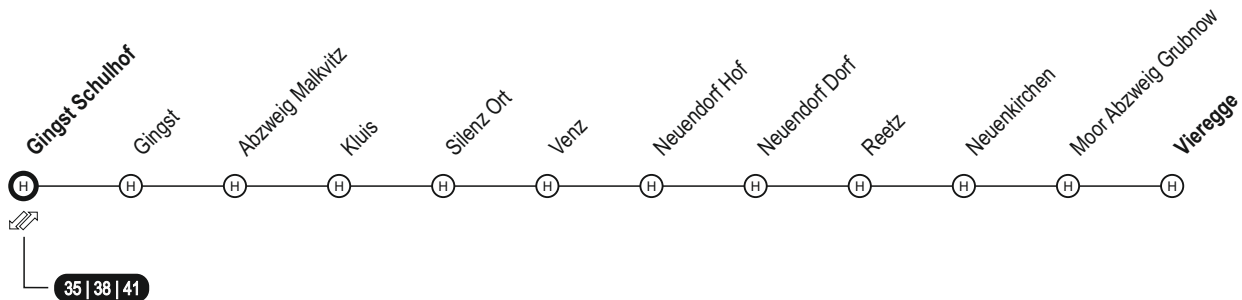 Gingst Schulhof
Gingst
Abzweig Malkvitz
Kluis
Silenz Ort
Venz
Neuendorf Hof
Neuendorf Dorf
Reetz
Neuenkirchen
Moor Abzweig Grubnow
Vieregge
H H H H H H H H H H H H
35 | 38 | 41